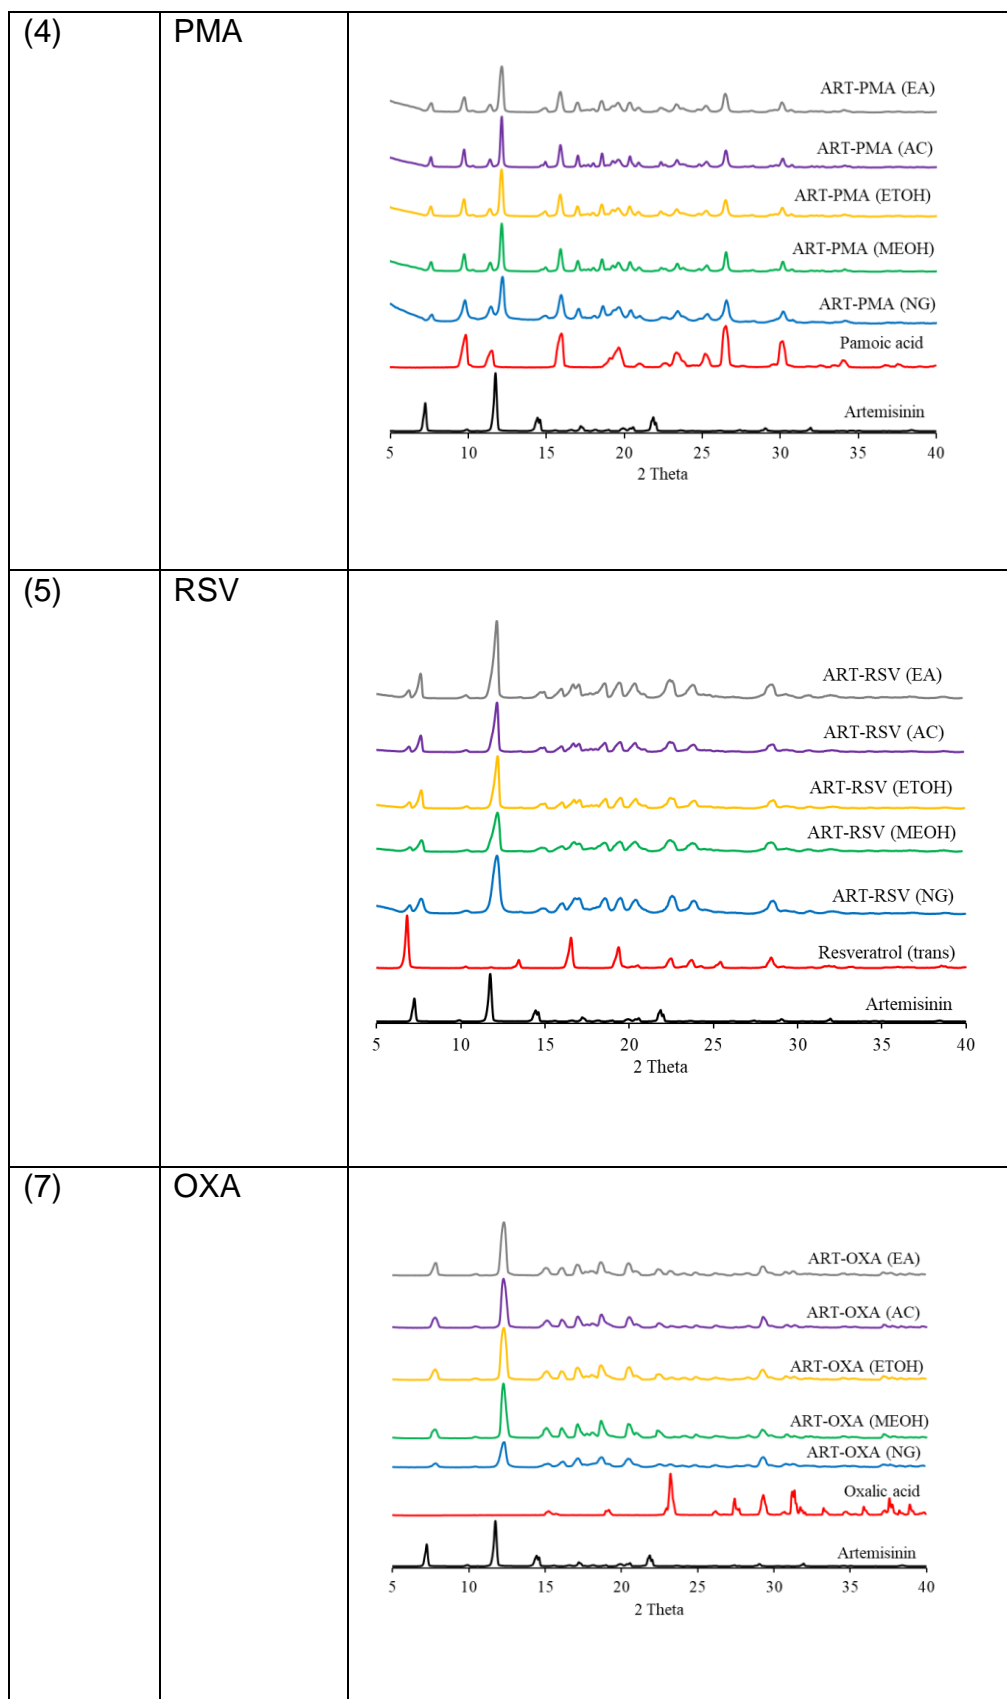 (4) PMA
ART-PMA (EA)
ART-PMA (AC)
ART-PMA (ETOH)
ART-PMA (MEOH)
ART-PMA (NG)
Pamoic acid
Artemisinin
5 10 15 20 25 30 35 40
2 Theta
(5) RSV
ART-RSV (EA)
ART-RSV (AC)
ART-RSV (ETOH)
ART-RSV (MEOH)
ART-RSV (NG)
Resveratrol (trans)
Artemisinin
5 10 15 20 25 30 35 40
2 Theta
(7) OXA
ART-OXA (EA)
ART-OXA (AC)
ART-OXA (ETOH)
ART-OXA (MEOH)
ART-OXA (NG)
Oxalic acid
Artemisinin
5 10 15 20 25 30 35 40
2 Theta